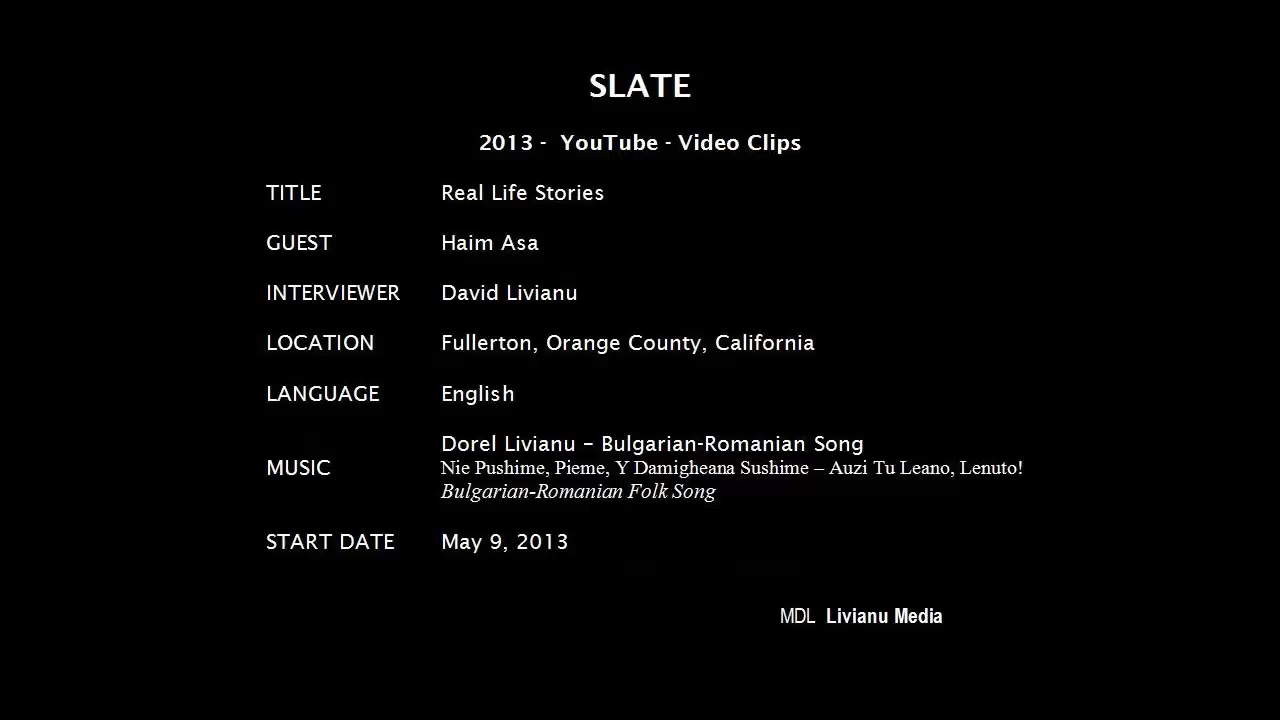 SLATE
2013 - YouTube - Video Clips
TITLE Real Life Stories
GUEST Haim Asa
INTERVIEWER David Livianu
LOCATION Fullerton, Orange County, California
LANGUAGE English
MUSIC Dorel Livianu – Bulgarian-Romanian Song
Nie Pushime, Pieme, Y Damigheana Sushime – Auzi Tu Leano, Lenuto!
Bulgarian-Romanian Folk Song
START DATE May 9, 2013
MDL Livianu Media